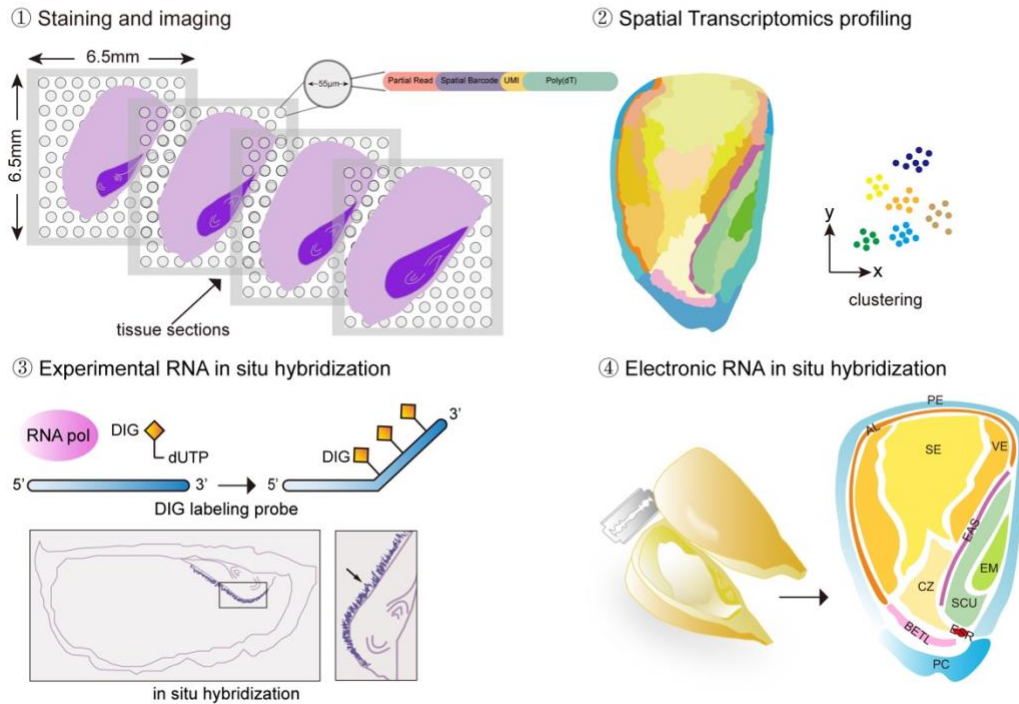 ① Staining and imaging
6.5mm
6.5mm
~55µm
Partial Read Spatial Barcode UMI Poly(dT)
tissue sections
② Spatial Transcriptomics profiling
y
x
clustering
③ Experimental RNA in situ hybridization
RNA pol
DIG
dUTP
5’ 3’
DIG
5’ 3’
DIG labeling probe
in situ hybridization
④ Electronic RNA in situ hybridization
PE
AL
SE
VE
EAS
EM
CZ
SCU
ESR
BETL
PC